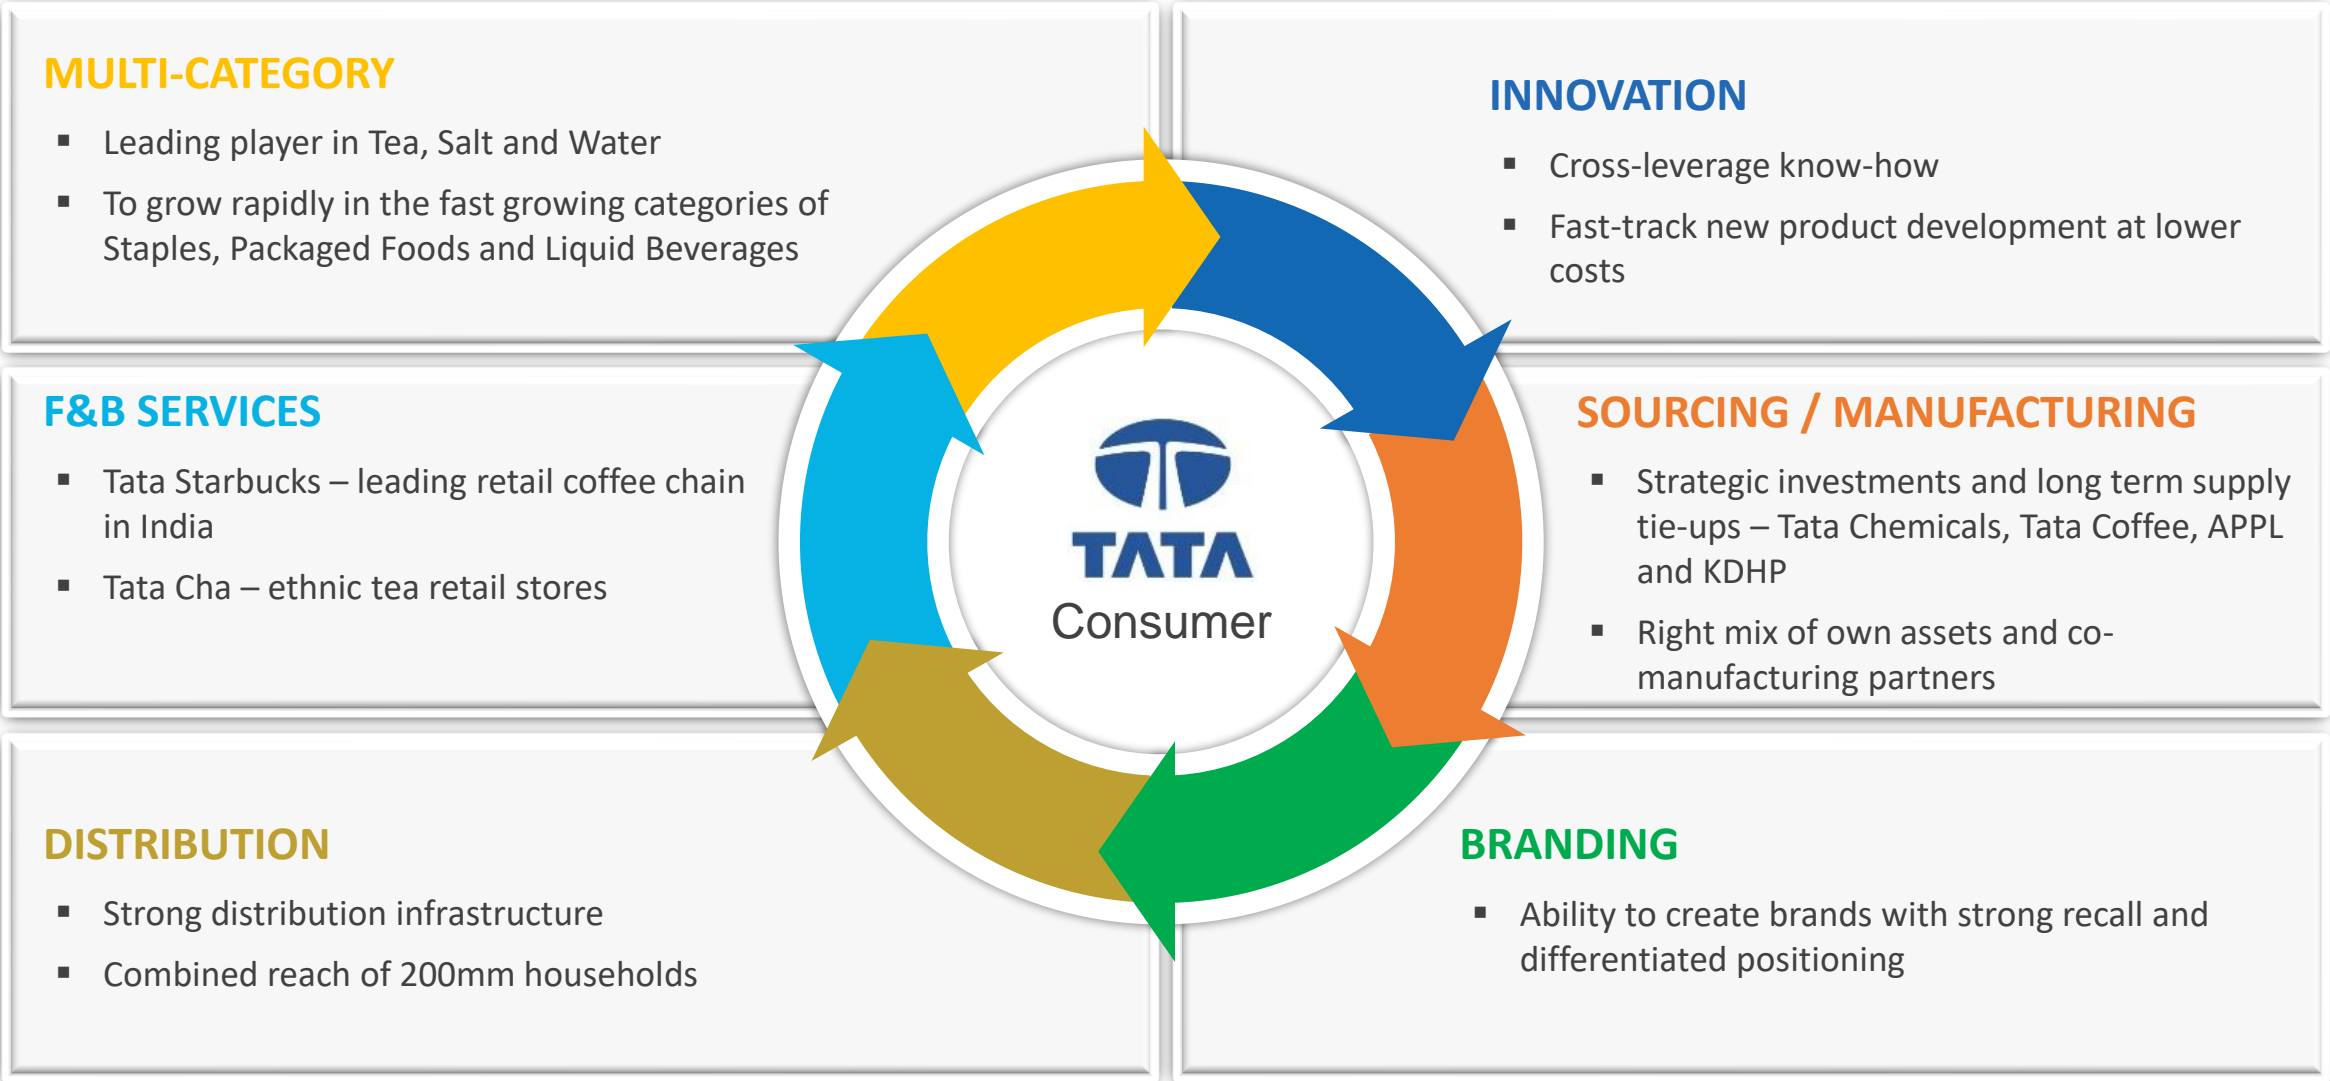 MULTI-CATEGORY
▪ Leading player in Tea, Salt and Water
▪ To grow rapidly in the fast growing categories of
Staples, Packaged Foods and Liquid Beverages
INNOVATION
▪ Cross-leverage know-how
▪ Fast-track new product development at lower
costs
F&B SERVICES
▪ Tata Starbucks – leading retail coffee chain
in India
▪ Tata Cha – ethnic tea retail stores
TATA
Consumer
SOURCING / MANUFACTURING
▪ Strategic investments and long term supply
tie-ups – Tata Chemicals, Tata Coffee, APPL
and KDHP
▪ Right mix of own assets and co-
manufacturing partners
DISTRIBUTION
▪ Strong distribution infrastructure
▪ Combined reach of 200mm households
BRANDING
▪ Ability to create brands with strong recall and
differentiated positioning